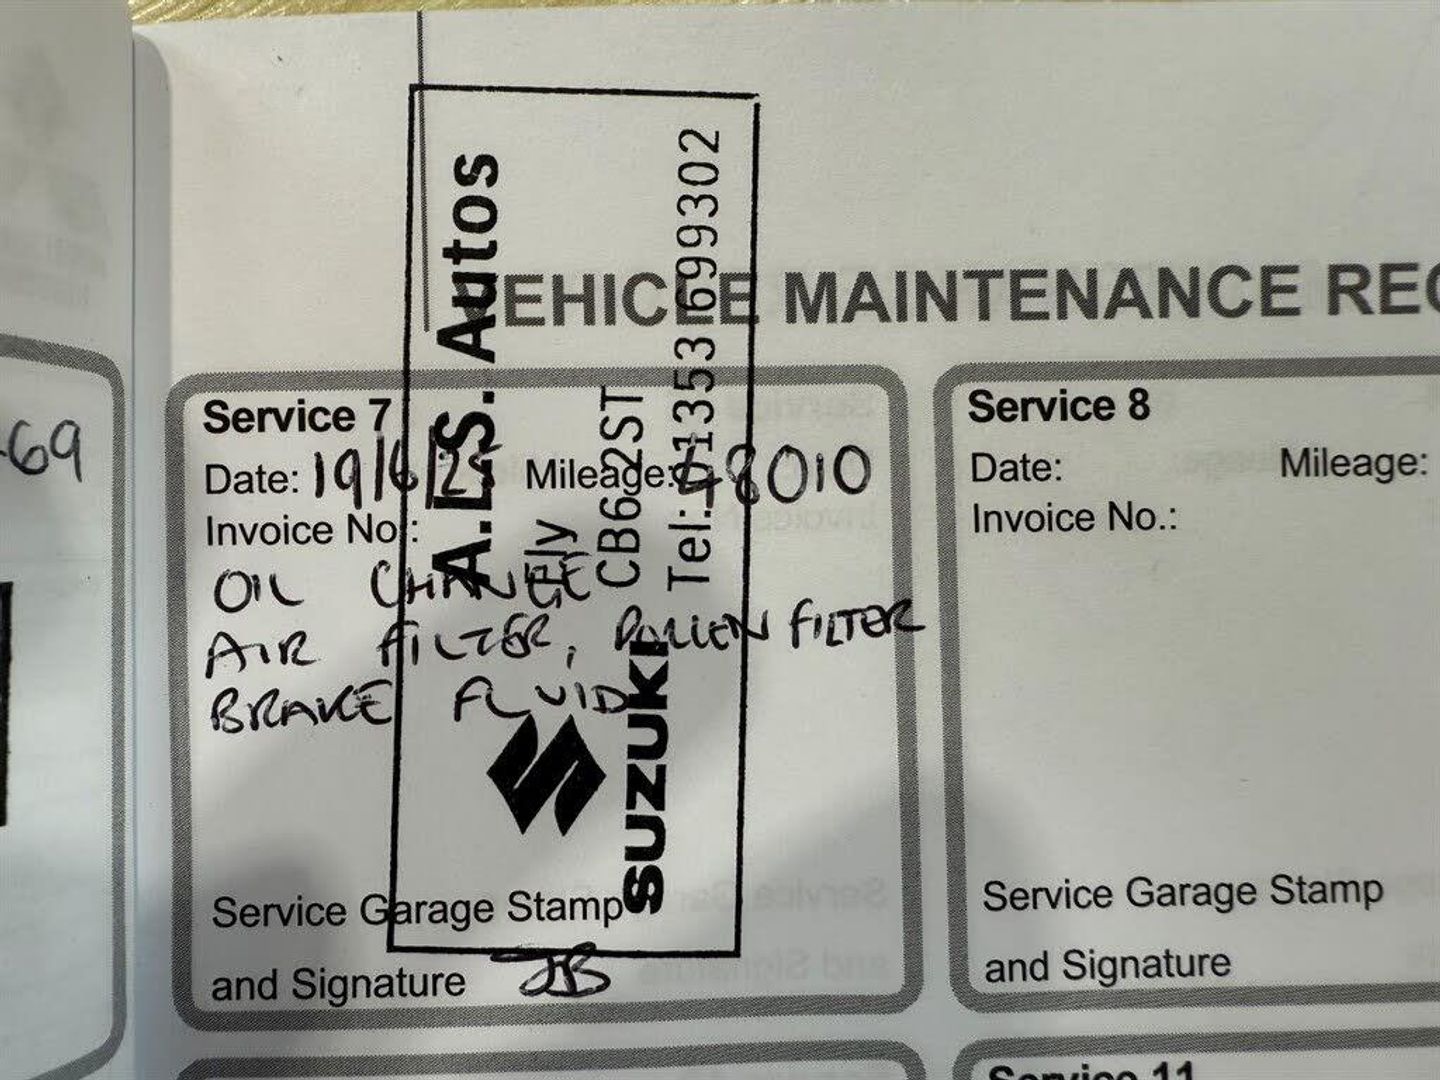 69
VEHICLE MAINTENANCE REC
Service 7
Date: 19/6/25 Mileage: 48010
Invoice No:
OIL CHANGE
AIR FILTER, POLLEN FILTER
BRAKE FLUID
Service Garage Stamp
and Signature JB
A.L.S. Autos
Ely
CB6 2ST
Tel: 01353 699302
SUZUKI
Service 8
Date: Mileage:
Invoice No.:
Service Garage Stamp
and Signature
Service 11